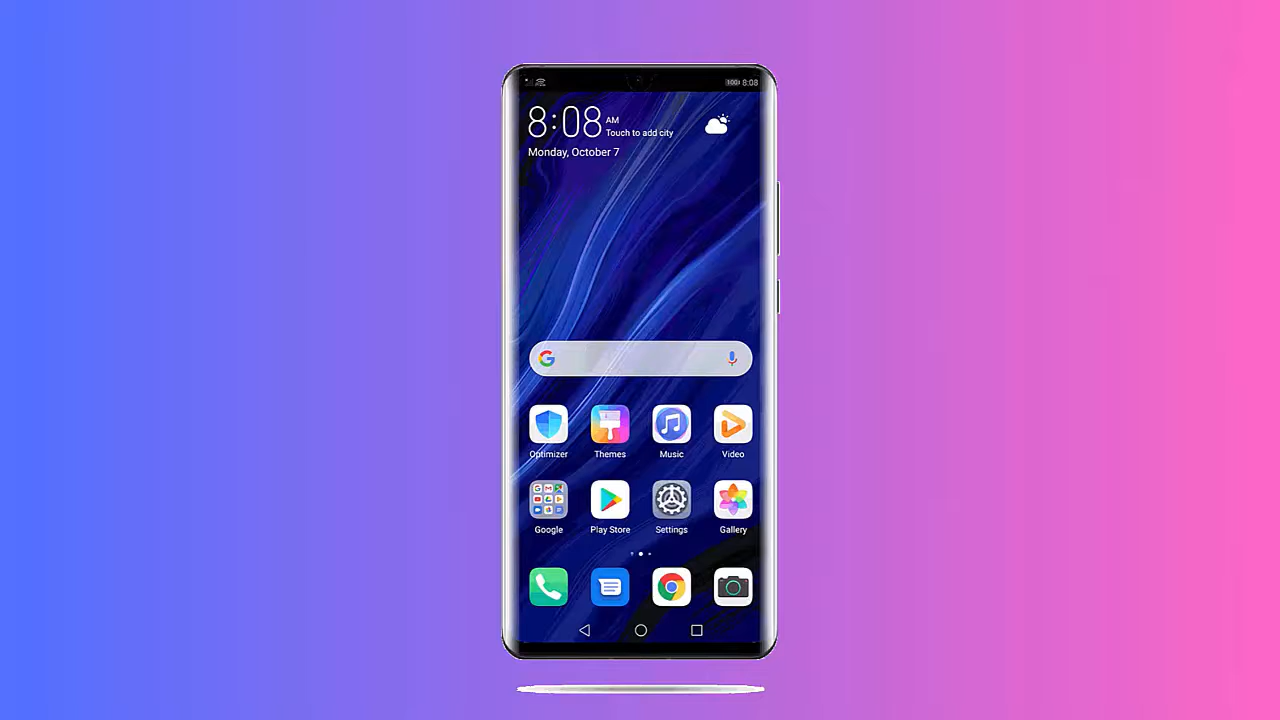 100 8:08
8:08 AM
Touch to add city
Monday, October 7
Optimizer Themes Music Video
Google Play Store Settings Gallery